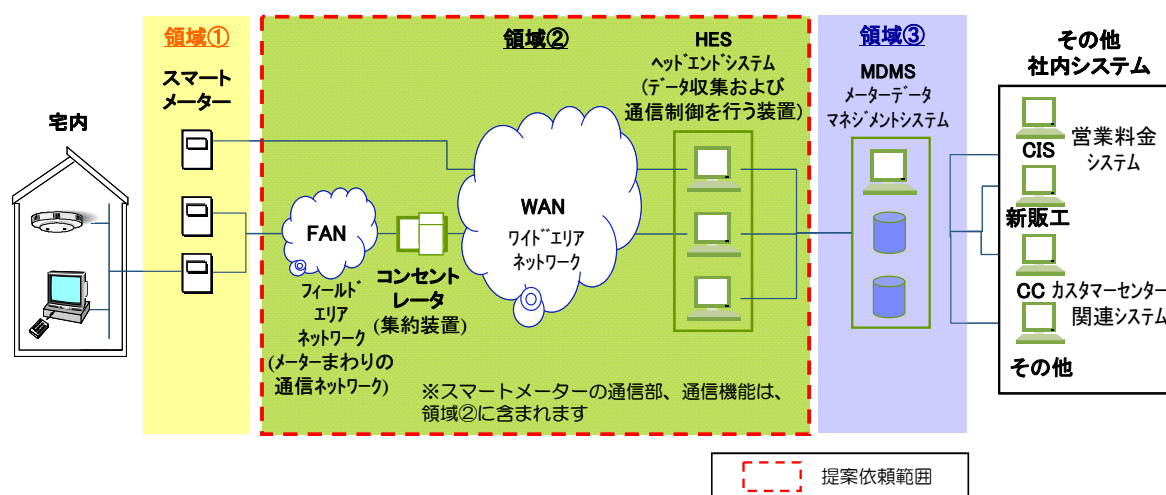 領域①
スマート
メーター
宅内
領域②
FAN
フィールド
エリア
ネットワーク
(メーターまわりの
通信ネットワーク)
コンセント
レータ
(集約装置)
WAN
ワイドエリア
ネットワーク
HES
ヘッドエンドシステム
(データ収集および
通信制御を行う装置)
※スマートメーターの通信部、通信機能は、
領域②に含まれます
領域③
MDMS
メーターデータ
マネジメントシステム
その他
社内システム
CIS
営業料金
システム
新販工
CC カスタマーセンター
関連システム
その他
提案依頼範囲